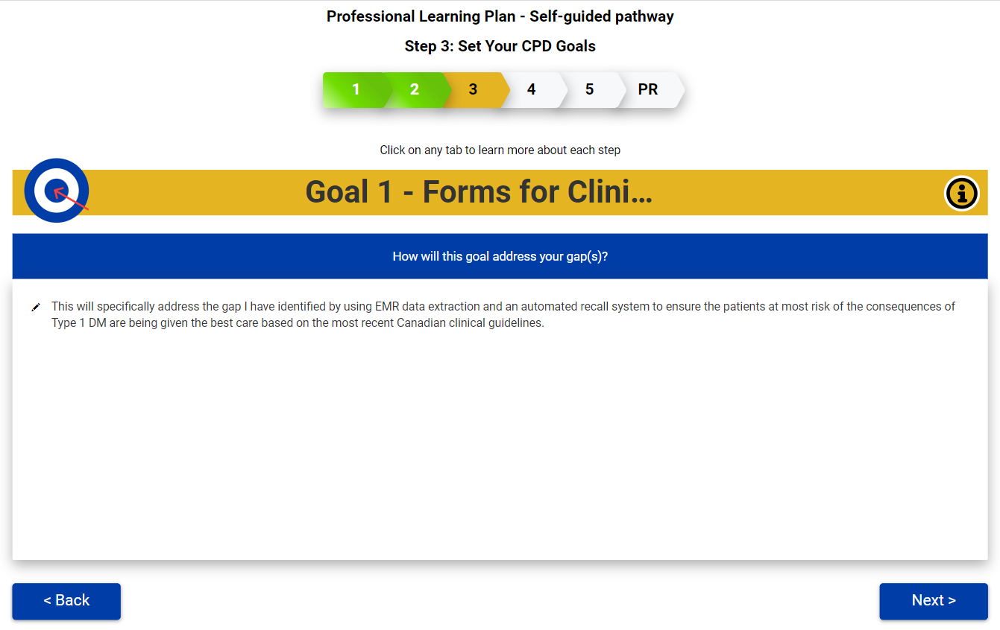 Professional Learning Plan - Self-guided pathway
Step 3: Set Your CPD Goals
1 2 3 4 5 PR
Click on any tab to learn more about each step
Goal 1 - Forms for Clini...
How will this goal address your gap(s)?
This will specifically address the gap I have identified by using EMR data extraction and an automated recall system to ensure the patients at most risk of the consequences of
Type 1 DM are being given the best care based on the most recent Canadian clinical guidelines.
< Back
Next >